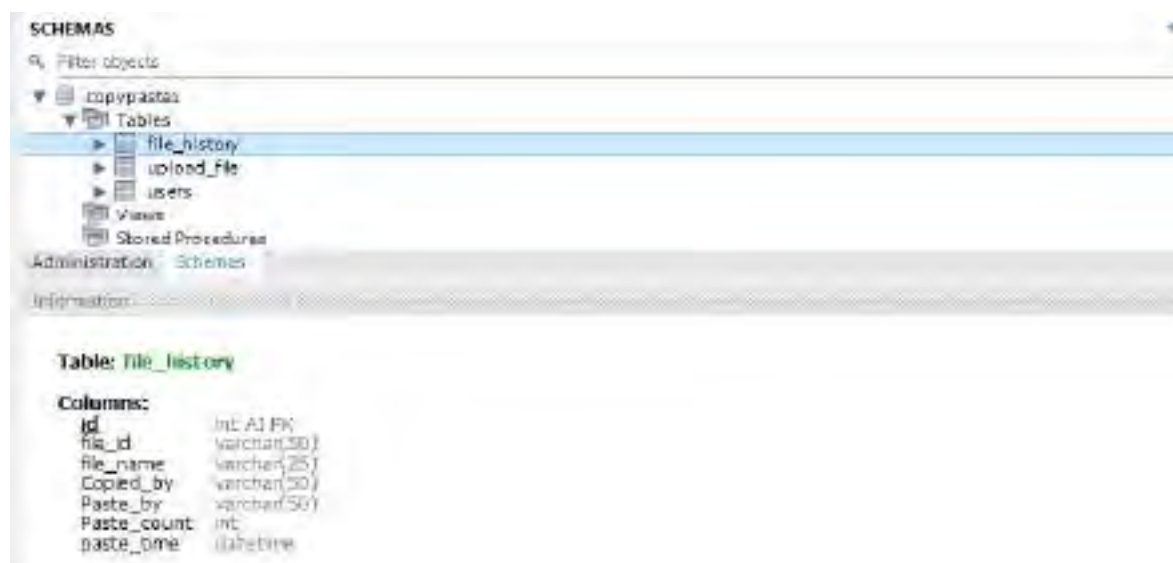 SCHEMAS
Filter objects
copypastas
Tables
file_history
upload_file
users
Views
Stored Procedures
Administration Schemas
Information
Table: file_history
Columns:
id int AI PK
file_id varchar(50)
file_name varchar(25)
Copied_by varchar(50)
Paste_by varchar(50)
Paste_count int
paste_time datetime